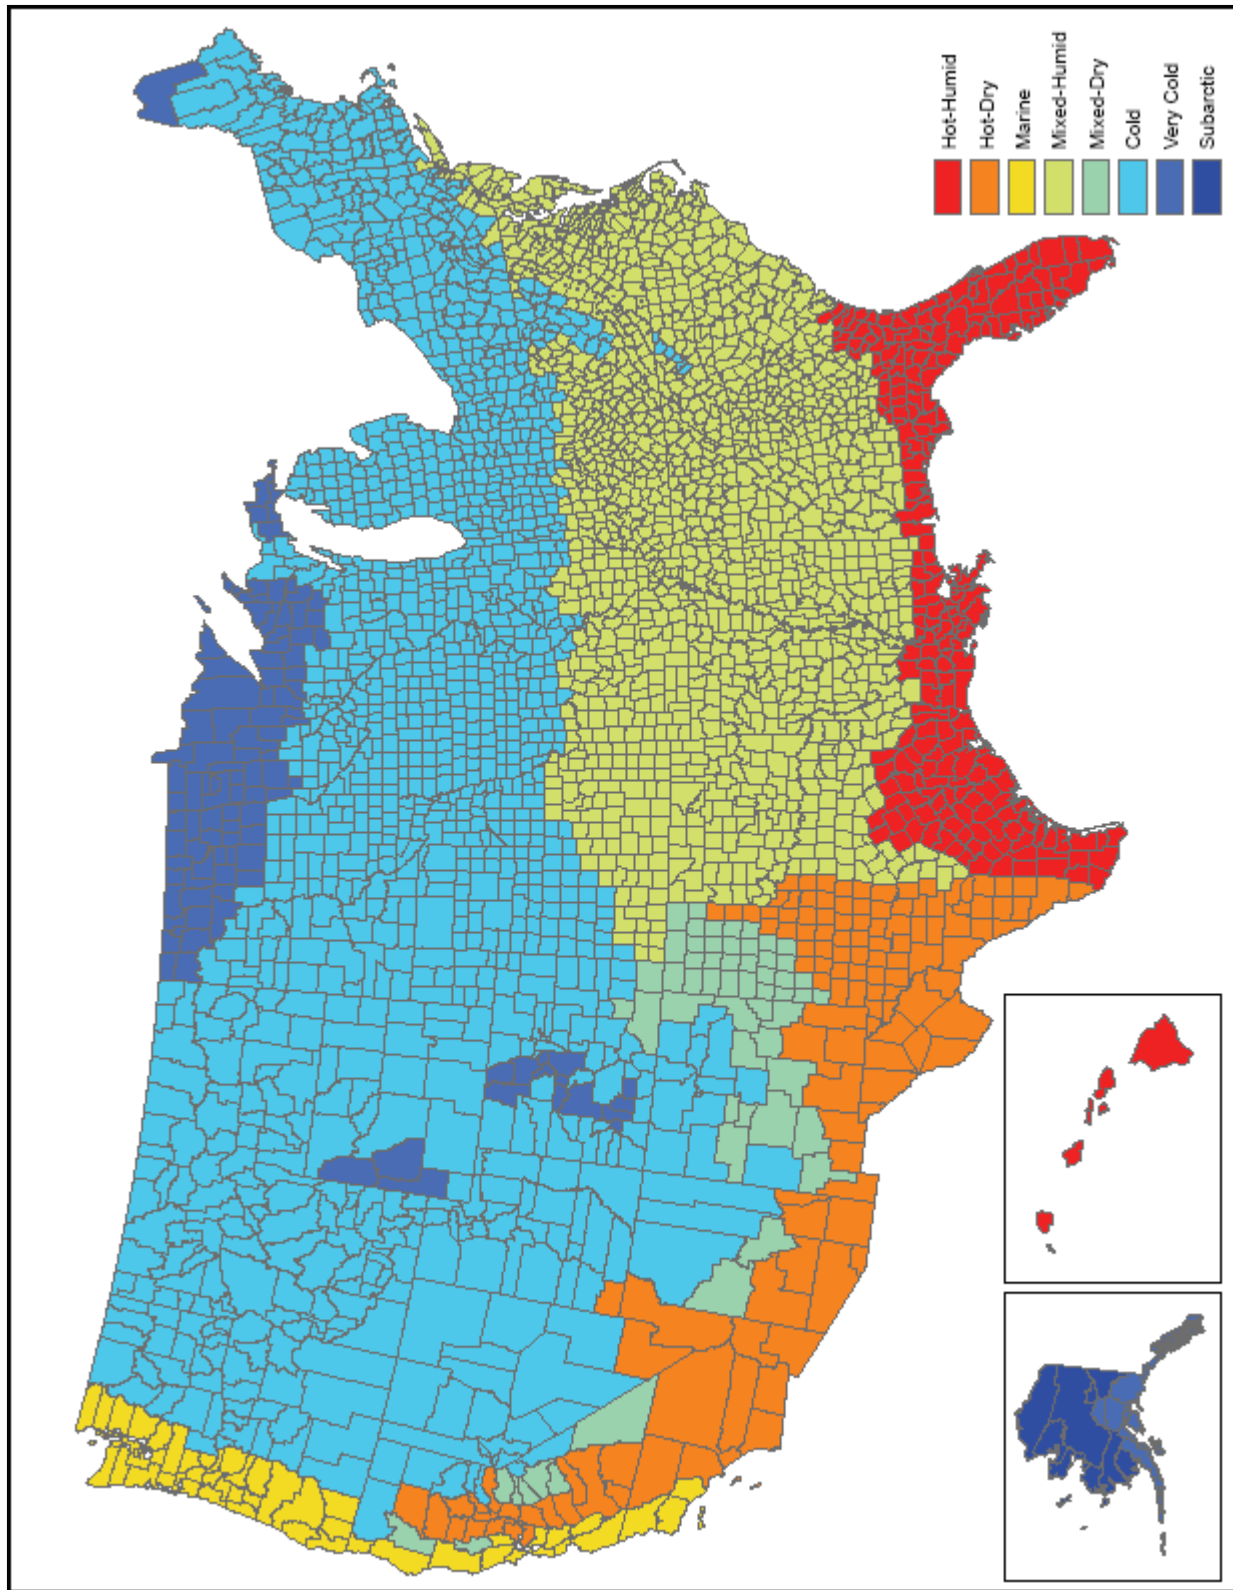 Hot-Humid
Hot-Dry
Marine
Mixed-Humid
Mixed-Dry
Cold
Very Cold
Subarctic